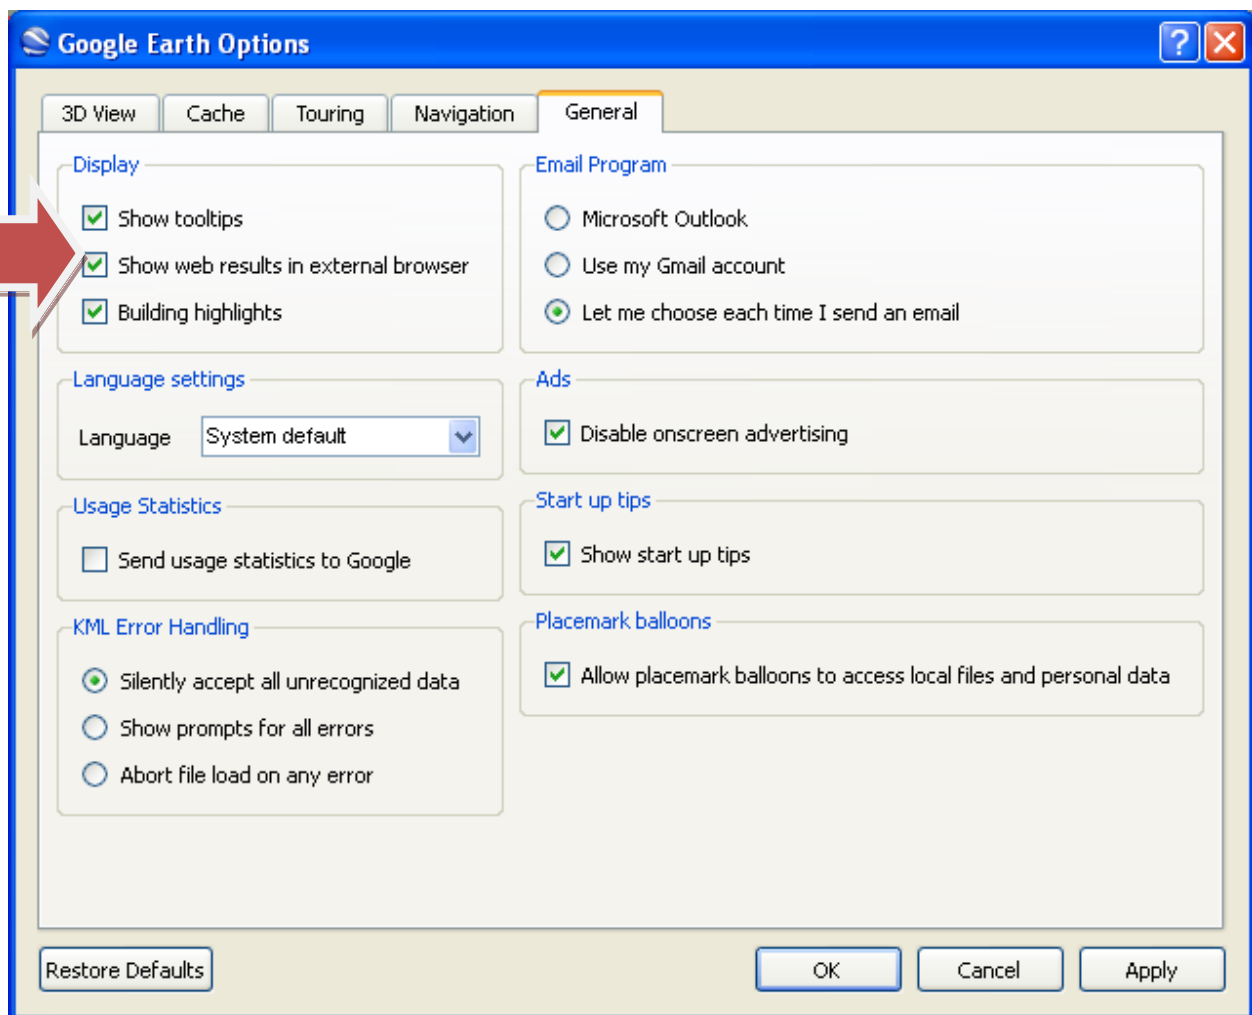 Google Earth Options
3D View
Cache
Touring
Navigation
General
Display
Show tooltips
Show web results in external browser
Building highlights
Email Program
Microsoft Outlook
Use my Gmail account
Let me choose each time I send an email
Language settings
Language
System default
Ads
Disable onscreen advertising
Usage Statistics
Send usage statistics to Google
Start up tips
Show start up tips
KML Error Handling
Silently accept all unrecognized data
Show prompts for all errors
Abort file load on any error
Placemark balloons
Allow placemark balloons to access local files and personal data
Restore Defaults
OK
Cancel
Apply